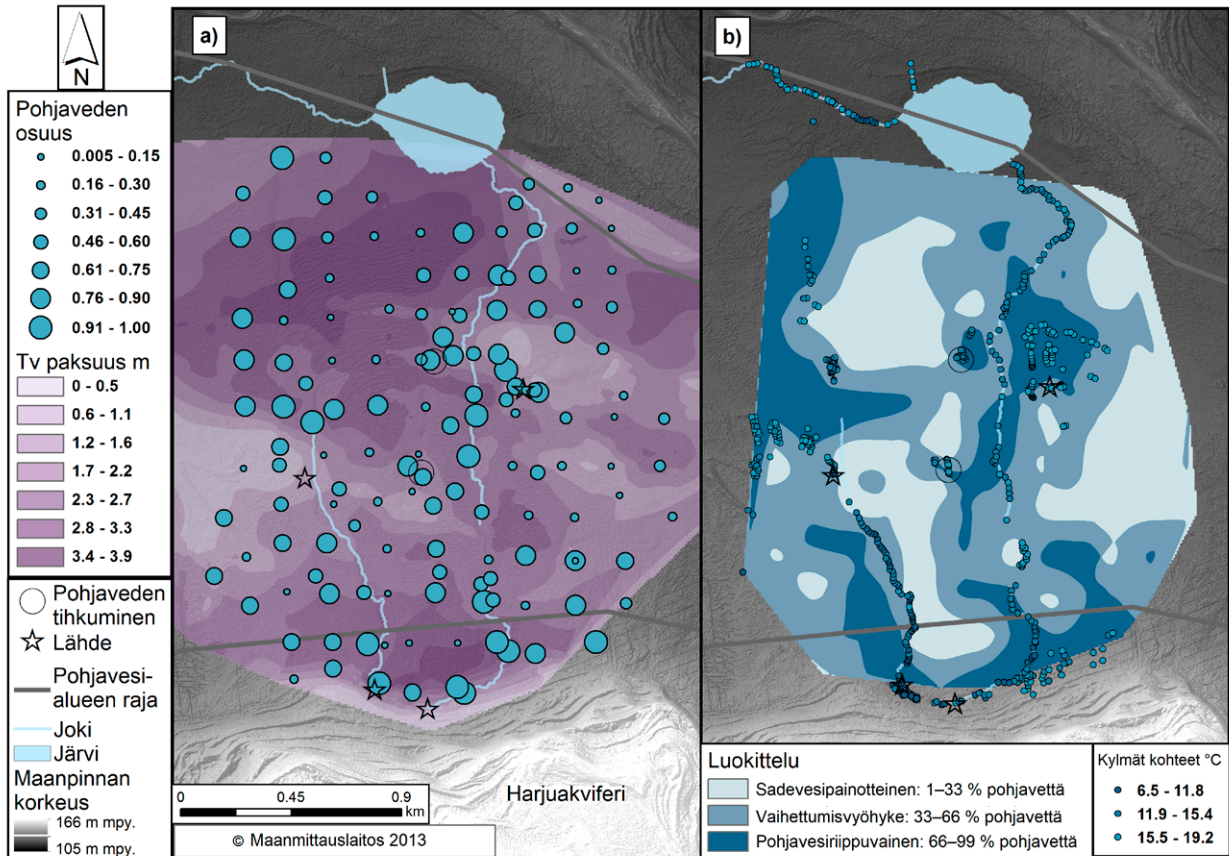 N
Pohjaveden
osuus
0.005 - 0.15
0.16 - 0.30
0.31 - 0.45
0.46 - 0.60
0.61 - 0.75
0.76 - 0.90
0.91 - 1.00
Tv paksuus m
0 - 0.5
0.6 - 1.1
1.2 - 1.6
1.7 - 2.2
2.3 - 2.7
2.8 - 3.3
3.4 - 3.9
Pohjaveden
tihkuminen
Lähde
Pohjavesi-
alueen raja
Joki
Järvi
Maanpinnan
korkeus
166 m mpy.
105 m mpy.
a)
Harjuakviferi
0 0.45 0.9
km
© Maanmittauslaitos 2013
b)
Luokittelu
Sadevesipainotteinen: 1–33 % pohjavettä
Vaihettumisvyöhyke: 33–66 % pohjavettä
Pohjavesiriippuvainen: 66–99 % pohjavettä
Kylmät kohteet °C
6.5 - 11.8
11.9 - 15.4
15.5 - 19.2